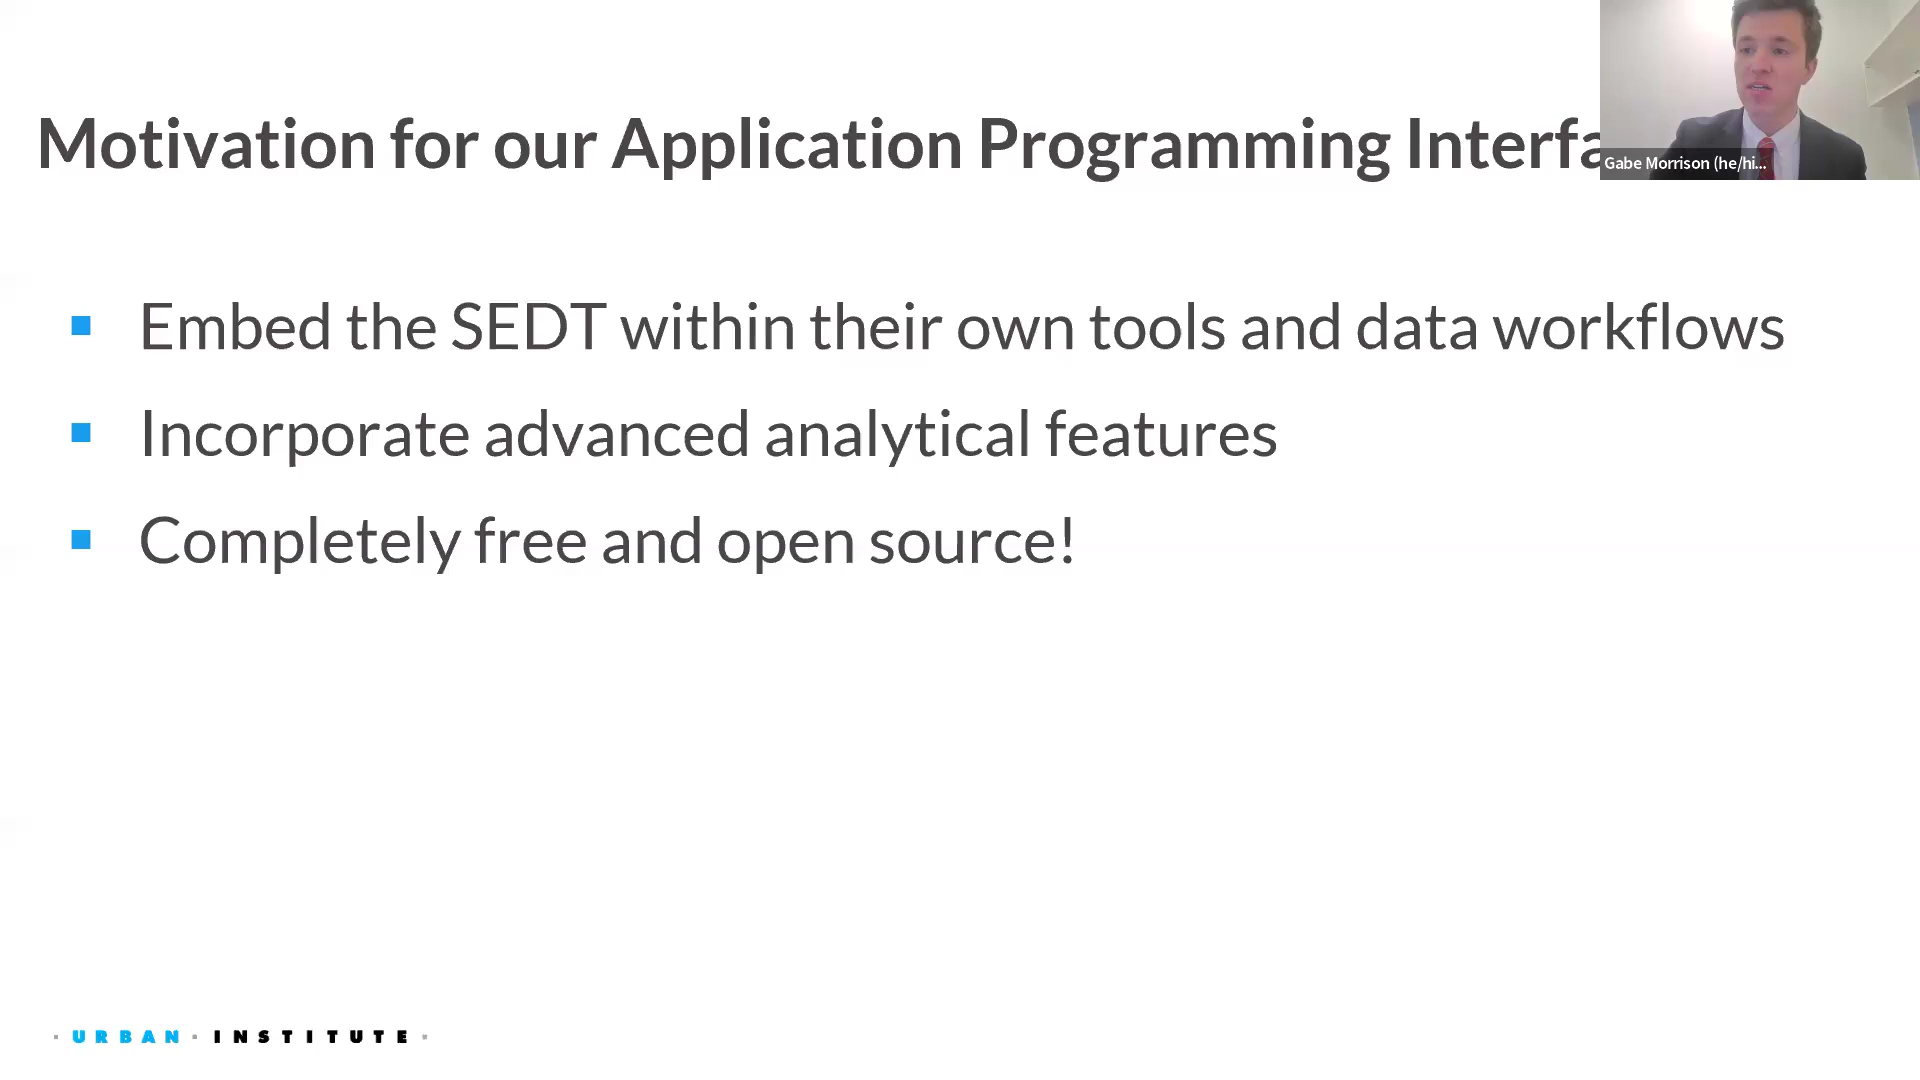 Motivation for our Application Programming Interfa
Gabe Morrison (he/hi...
Embed the SEDT within their own tools and data workflows
Incorporate advanced analytical features
Completely free and open source!
URBAN · INSTITUTE